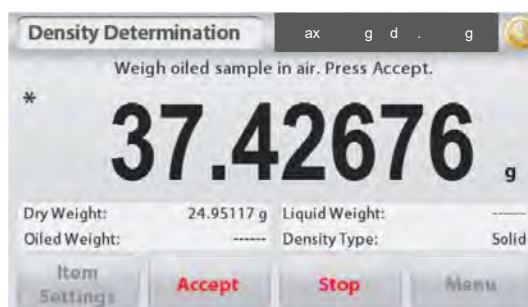 Density Determination ax g d . g
Weigh oiled sample in air. Press Accept.
*
37.42676 g
Dry Weight: 24.95117 g Liquid Weight: ------
Oiled Weight: ------ Density Type: Solid
Item Settings Accept Stop Menu